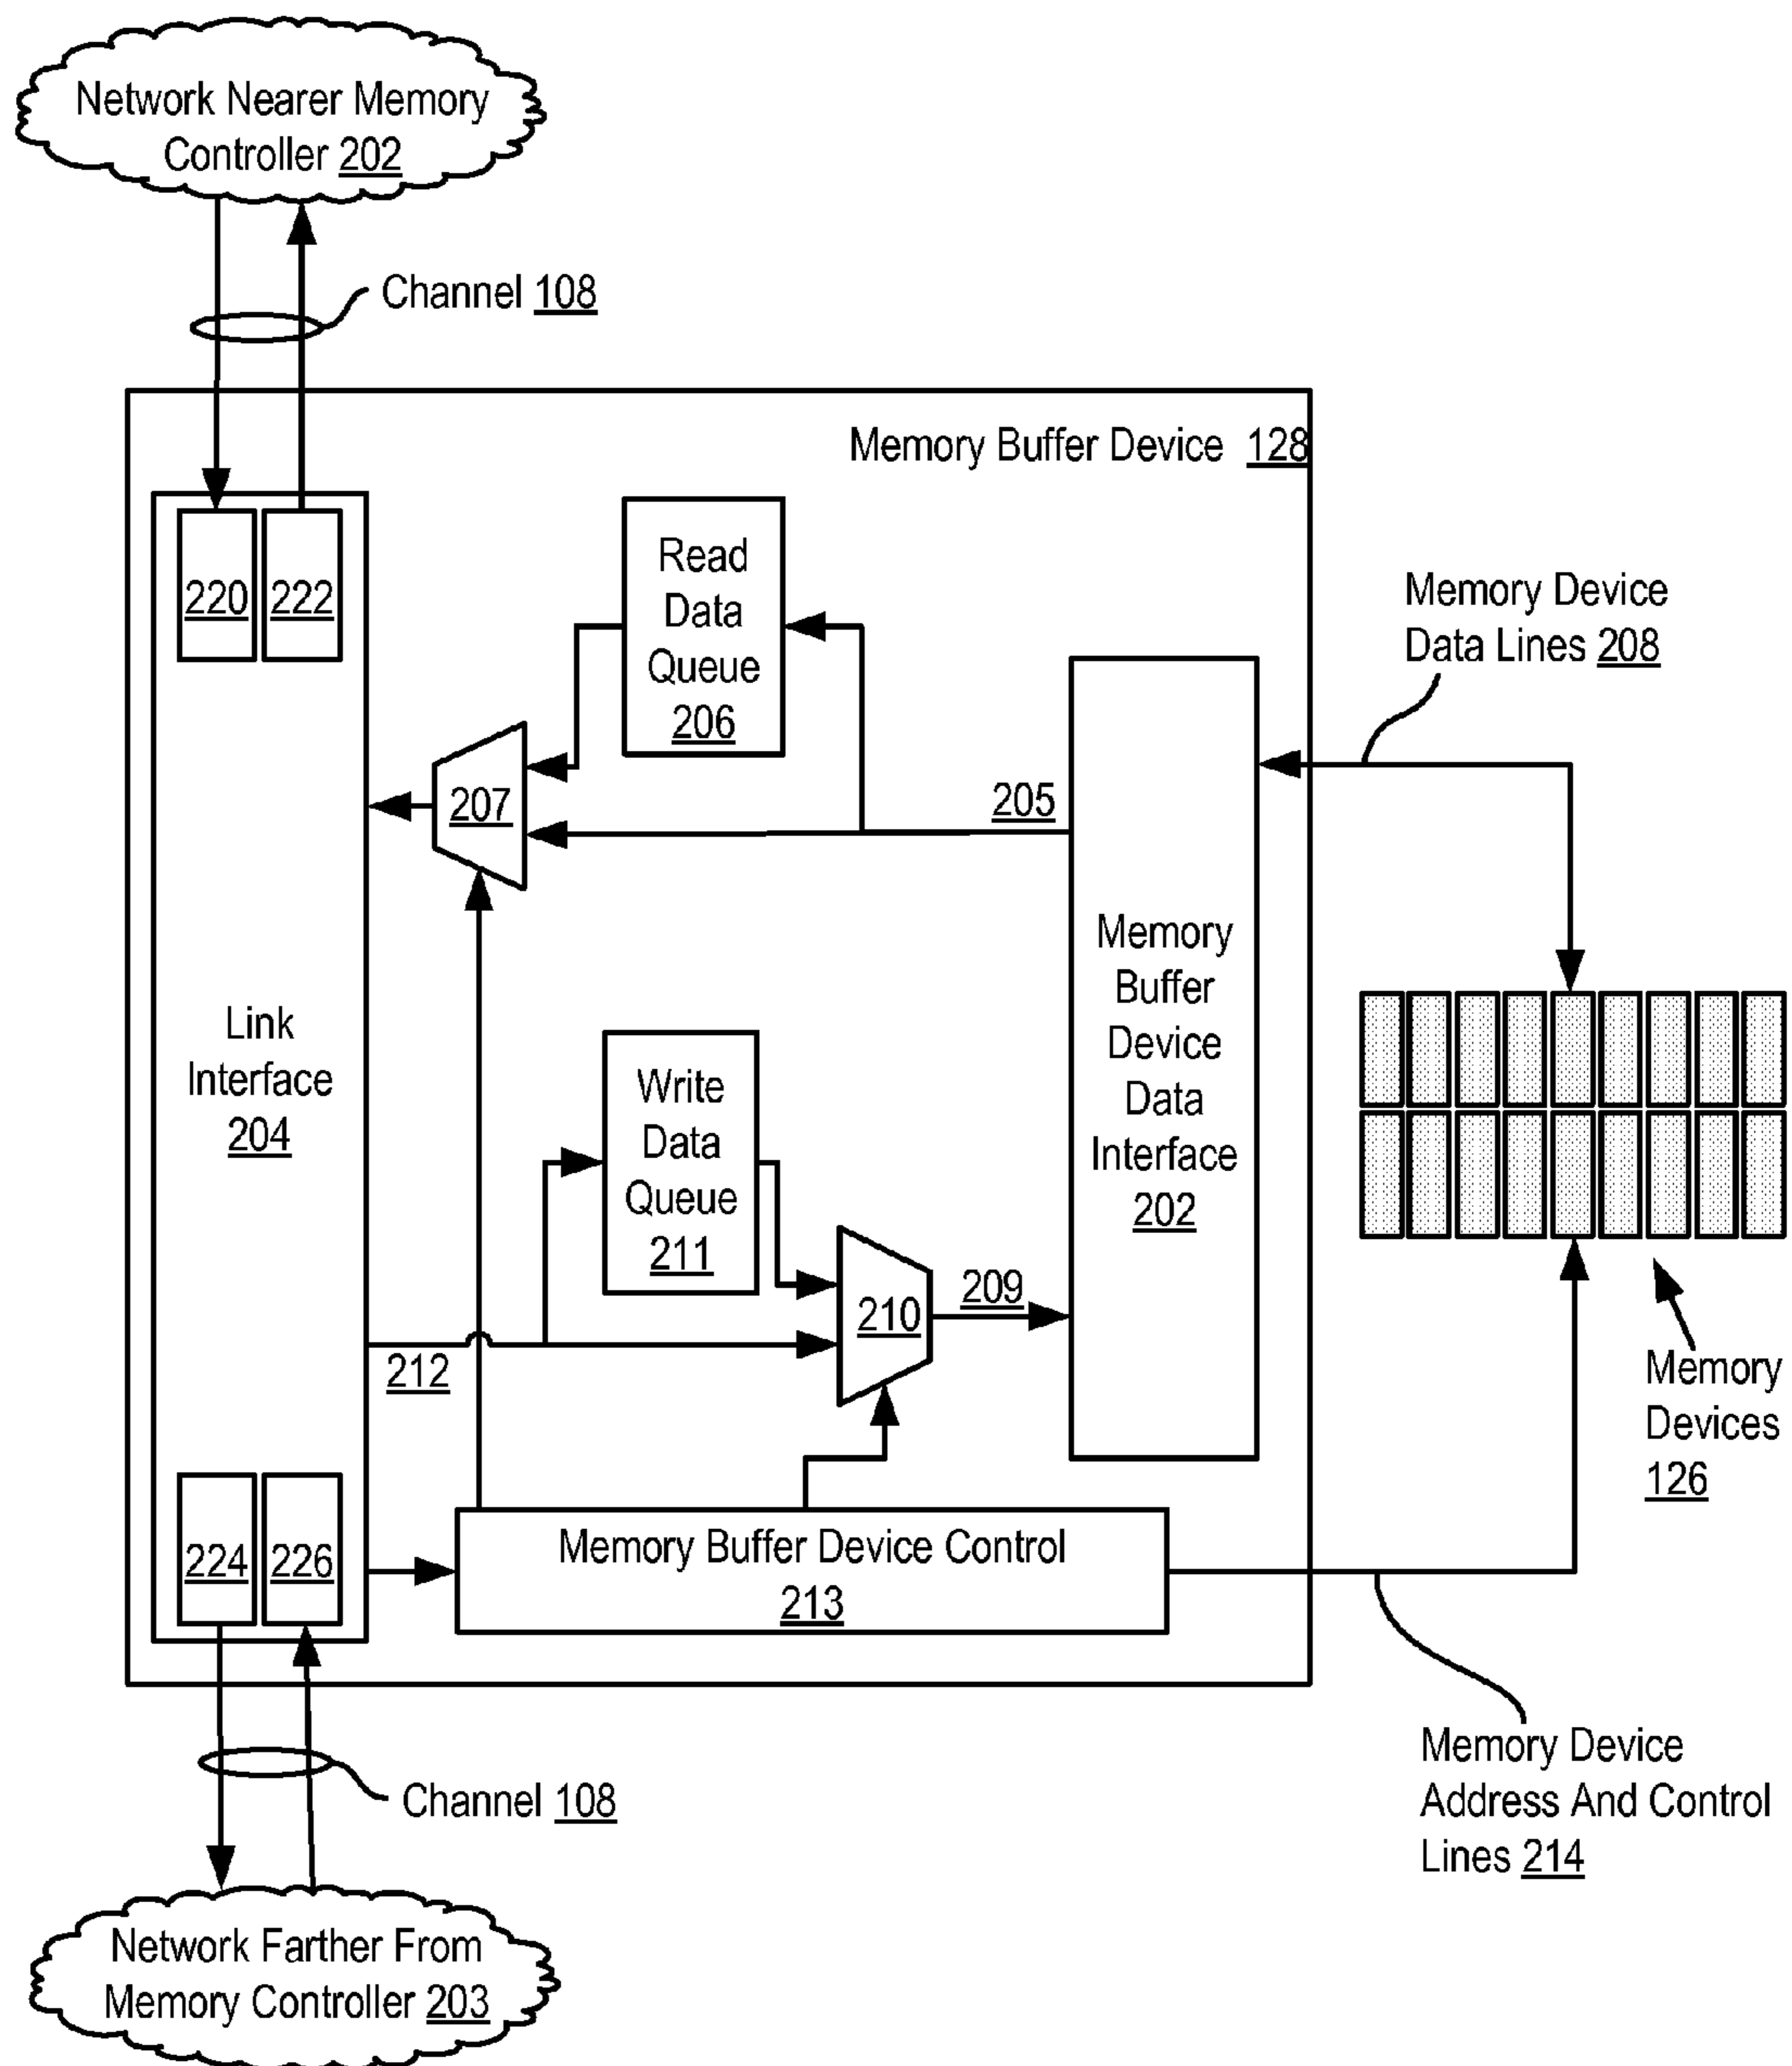 Network Nearer Memory
Controller 202
Channel 108
Memory Buffer Device 128
220
222
Read
Data
Queue
206
Memory Device
Data Lines 208
207
205
Memory
Buffer
Device
Data
Interface
202
Link
Interface
204
Write
Data
Queue
211
210
209
212
Memory
Devices
126
224
226
Memory Buffer Device Control
213
Memory Device
Address And Control
Lines 214
Channel 108
Network Farther From
Memory Controller 203